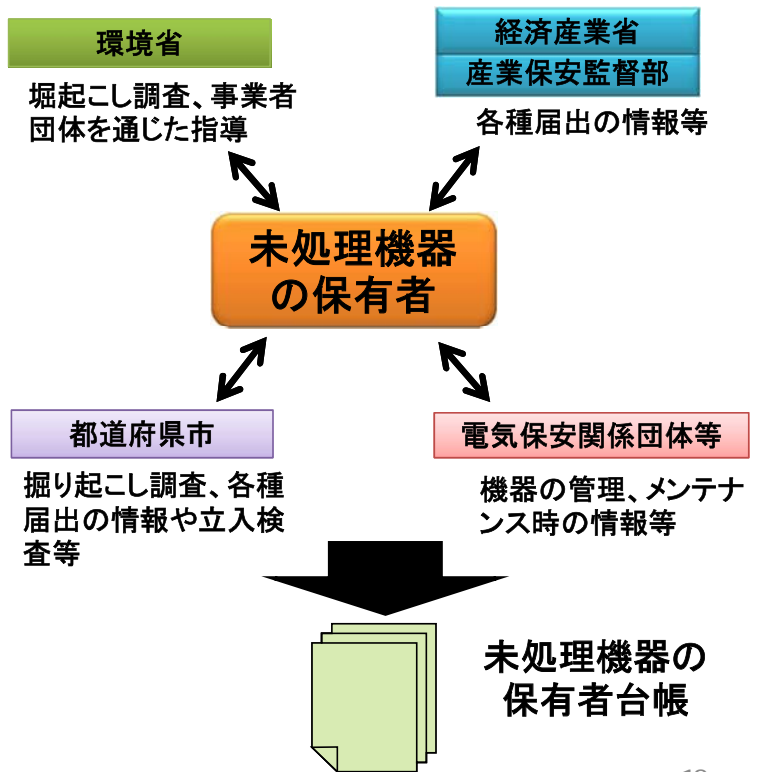 環境省
経済産業省
産業保安監督部
堀起こし調査、事業者
団体を通じた指導
各種届出の情報等
未処理機器
の保有者
都道府県市
電気保安関係団体等
掘り起こし調査、各種
届出の情報や立入検
査等
機器の管理、メンテナ
ンス時の情報等
未処理機器の
保有者台帳